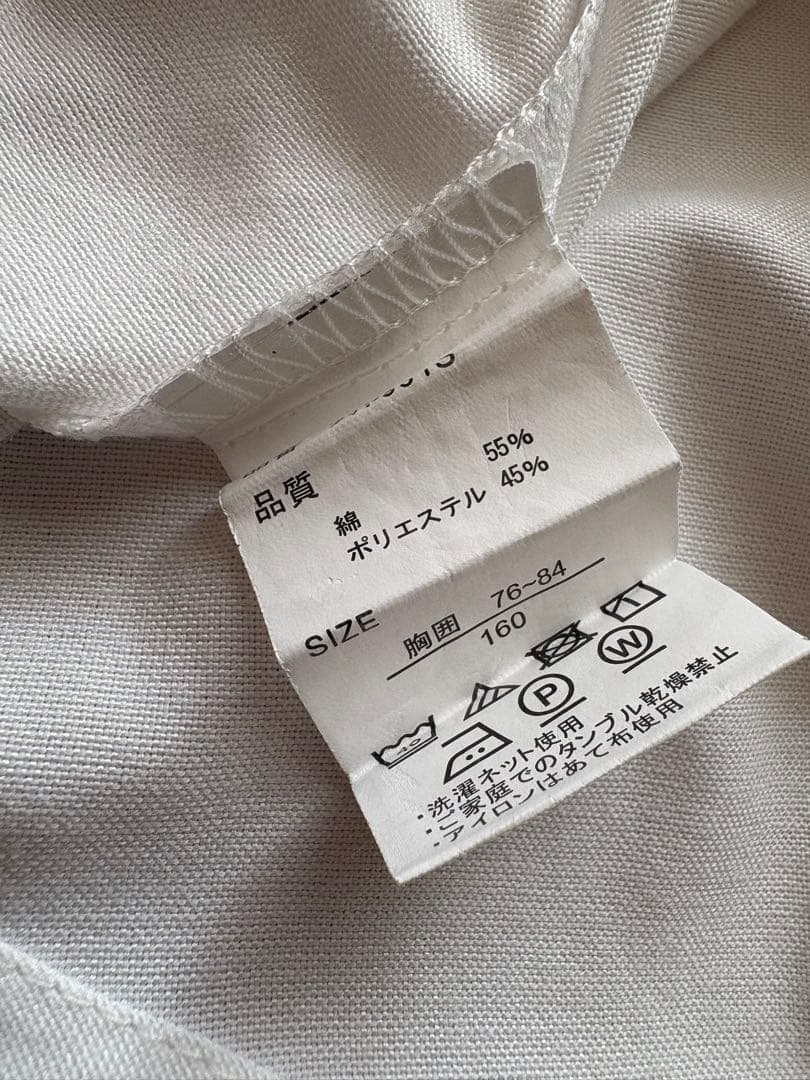 品質
綿 55%
ポリエステル 45%
SIZE
胸囲 76~84
160
40
P
W
・洗濯ネット使用
・ご家庭でのタンブル乾燥禁止
・アイロンはあて布使用